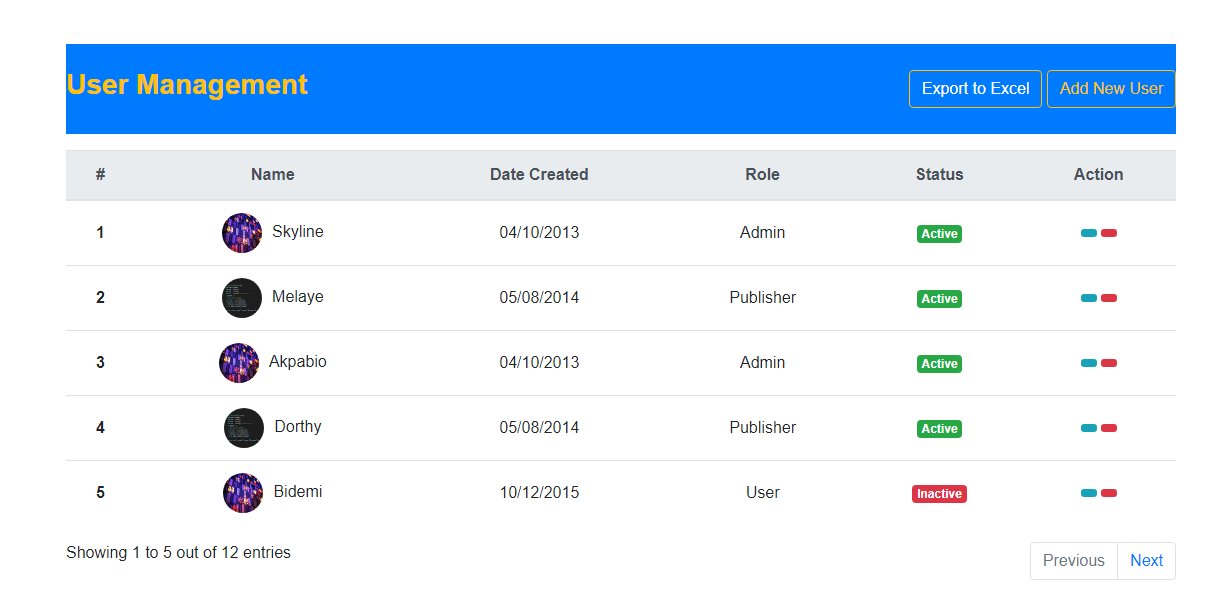 User Management
Export to Excel Add New User
# Name Date Created Role Status Action
1 Skyline 04/10/2013 Admin Active
2 Melaye 05/08/2014 Publisher Active
3 Akpabio 04/10/2013 Admin Active
4 Dorthy 05/08/2014 Publisher Active
5 Bidemi 10/12/2015 User Inactive
Showing 1 to 5 out of 12 entries
Previous Next